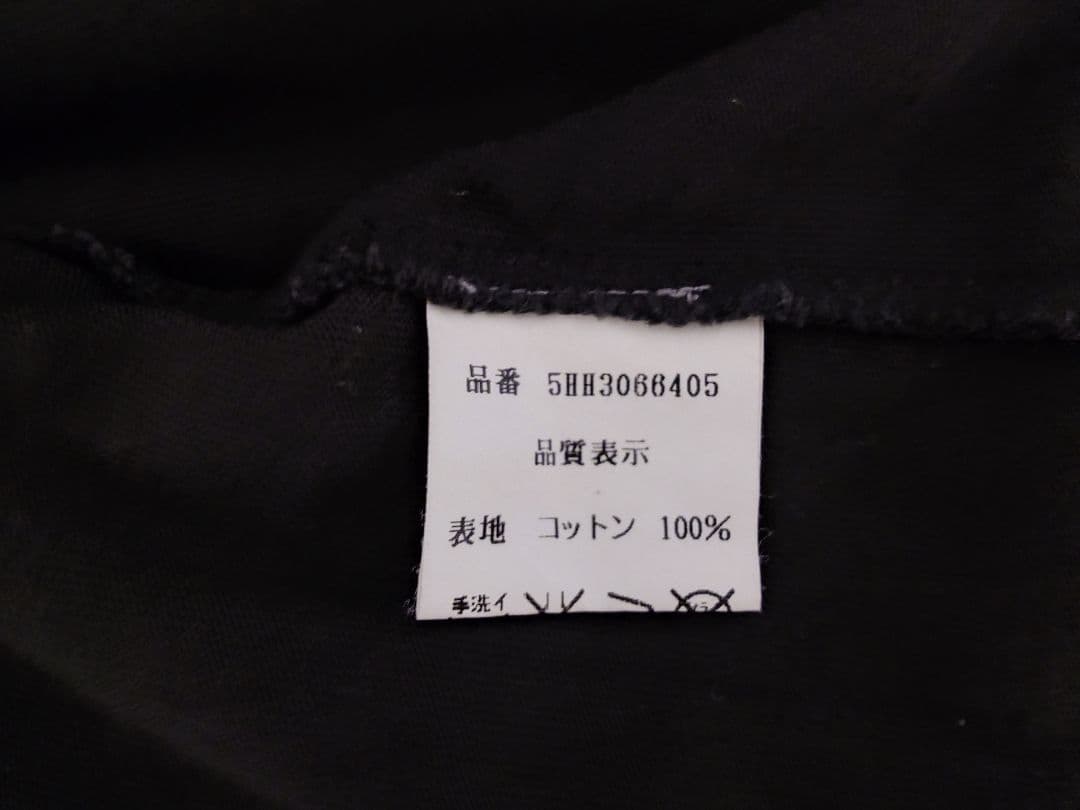 品番 5HH3066405
品質表示
表地 コットン 100%
手洗イ